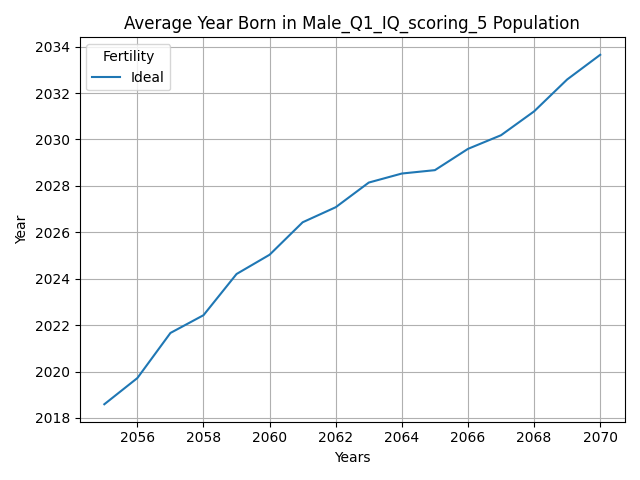 Average Year Born in Male_Q1_IQ_scoring_5 Population
Fertility
Ideal
Year
2034
2032
2030
2028
2026
2024
2022
2020
2018
2056 2058 2060 2062 2064 2066 2068 2070
Years